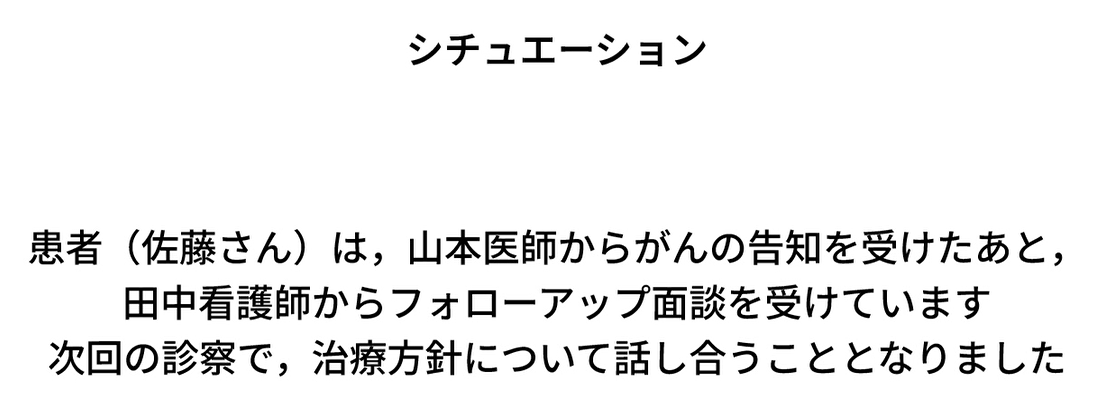 シチュエーション
患者（佐藤さん）は，山本医師からがんの告知を受けたあと，
田中看護師からフォローアップ面談を受けています
次回の診察で，治療方針について話し合うこととなりました